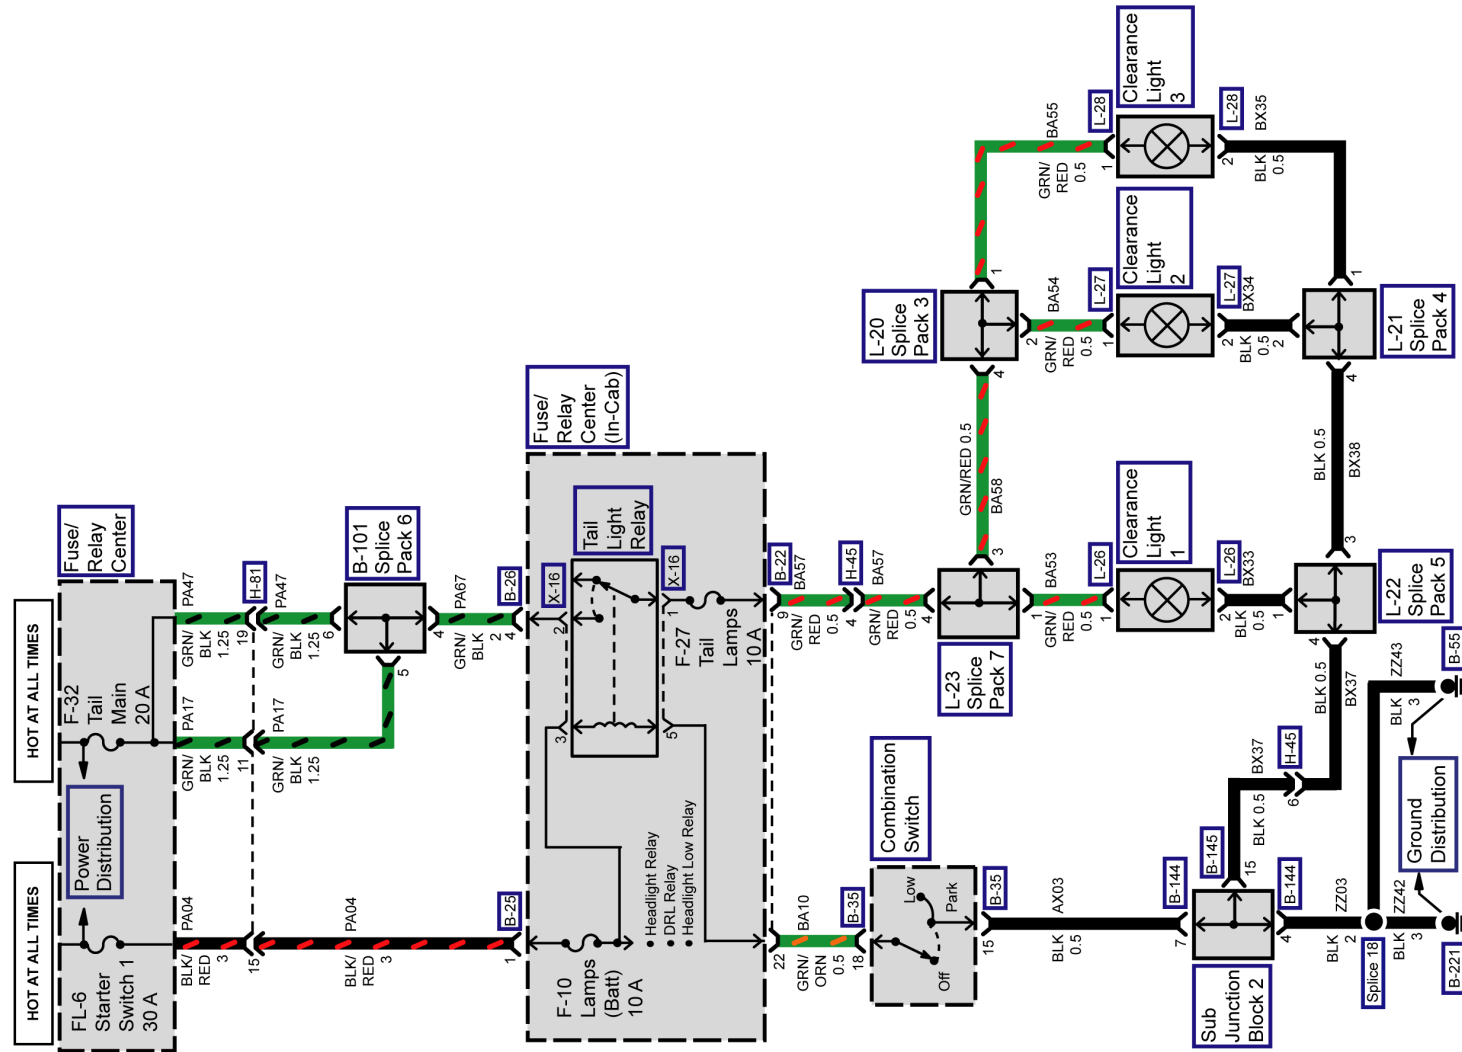 HOT AT ALL TIMES
HOT AT ALL TIMES
Fuse/
Relay
Center
FL-6
Starter
Switch 1
30 A
Power
Distribution
F-32
Tail
Main
20 A
PA04
BLK/
RED
3
15
PA04
BLK/
RED
3
B-25
1
PA17
GRN/
BLK
1.25
11
PA17
GRN/
BLK
1.25
5
PA47
GRN/
BLK
1.25
19
H-81
PA47
GRN/
BLK
1.25
6
B-101
Splice
Pack 6
4
PA67
GRN/
BLK
2
4
B-26
Fuse/
Relay
Center
(In-Cab)
F-10
Lamps
(Batt)
10 A
• Headlight Relay
• DRL Relay
• Headlight Low Relay
Tail
Light
Relay
X-16
2
3
X-16
1
5
F-27
Tail
Lamps
10 A
22
BA10
GRN/
ORN
0.5
18
B-35
Combination
Switch
Low
Park
Off
15
B-35
AX03
BLK
0.5
7
B-144
Sub
Junction
Block 2
B-145
15
B-144
4
ZZ03
BLK
2
Splice 18
ZZ42
BLK
3
B-221
ZZ43
BLK
3
B-55
Ground
Distribution
B-22
9
BA57
GRN/
RED
0.5
H-45
4
BA57
GRN/
RED
0.5
4
L-23
Splice
Pack 7
3
1
GRN/RED 0.5
BA58
4
L-20
Splice
Pack 3
1
2
BA53
GRN/
RED
0.5
1
L-26
Clearance
Light
1
L-26
2
BX33
BLK
0.5
1
BA54
GRN/
RED
0.5
1
L-27
Clearance
Light
2
L-27
2
BX34
BLK
0.5
2
BA55
GRN/
RED
0.5
1
L-28
Clearance
Light
3
L-28
2
BX35
BLK
0.5
1
L-21
Splice
Pack 4
4
BLK 0.5
BX38
3
L-22
Splice
Pack 5
4
BLK 0.5
BX37
H-45
6
BX37
BLK 0.5